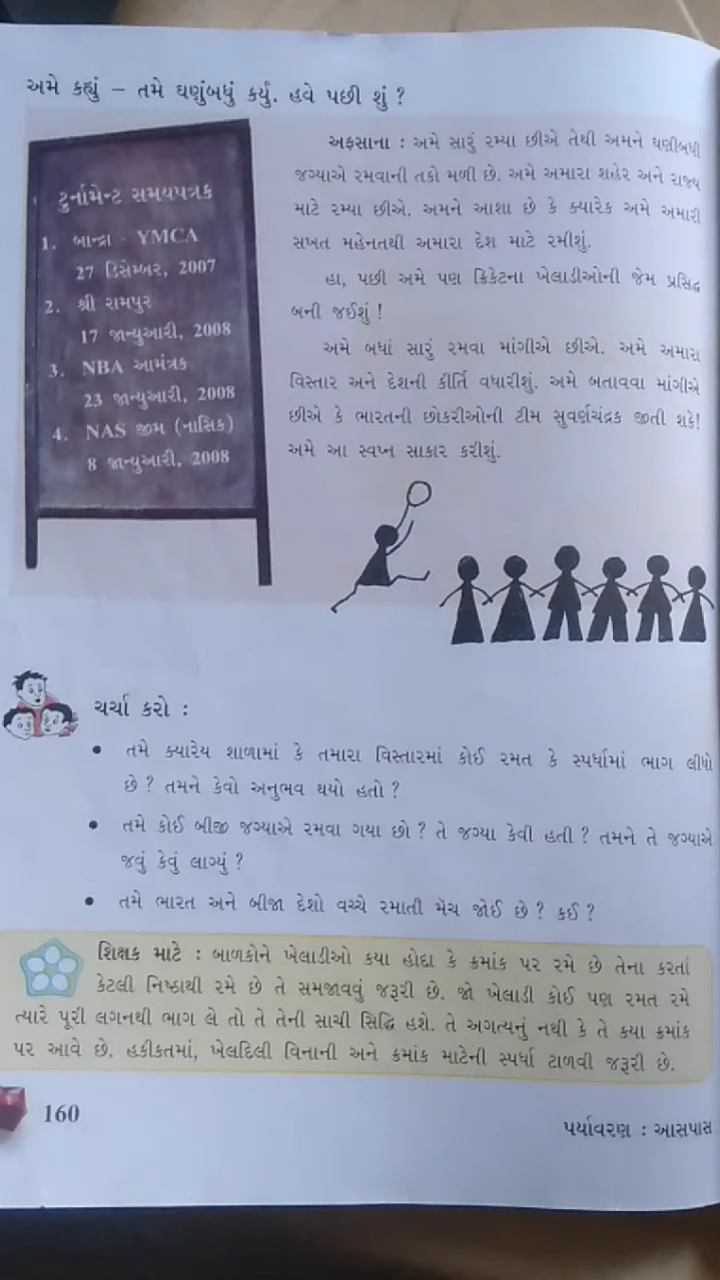 અમે કહ્યું – તમે ઘણુંબધું કર્યું. હવે પછી શું ?
ટુર્નામેન્ટ સમયપત્રક
1. બાન્દ્રા - YMCA
27 ડિસેમ્બર, 2007
2. શ્રી રામપુર
17 જાન્યુઆરી, 2008
3. NBA આમંત્રક
23 જાન્યુઆરી, 2008
4. NAS જીમ (નાસિક)
8 જાન્યુઆરી, 2008
અફસાના : અમે સારું રમ્યા છીએ તેથી અમને ઘણીબધી
જગ્યાએ રમવાની તકો મળી છે. અમે અમારા શહેર અને રાજ્ય
માટે રમ્યા છીએ. અમને આશા છે કે ક્યારેક અમે અમારી
સખત મહેનતથી અમારા દેશ માટે રમીશું.
હા, પછી અમે પણ ક્રિકેટના ખેલાડીઓની જેમ પ્રસિદ્ધ
બની જઈશું !
અમે બધાં સારું રમવા માંગીએ છીએ. અમે અમારા
વિસ્તાર અને દેશની કીર્તિ વધારીશું. અમે બતાવવા માંગીએ
છીએ કે ભારતની છોકરીઓની ટીમ સુવર્ણચંદ્રક જીતી શકે!
અમે આ સ્વપ્ન સાકાર કરીશું.
ચર્ચા કરો :
• તમે ક્યારેય શાળામાં કે તમારા વિસ્તારમાં કોઈ રમત કે સ્પર્ધામાં ભાગ લીધો
છે ? તમને કેવો અનુભવ થયો હતો ?
• તમે કોઈ બીજી જગ્યાએ રમવા ગયા છો ? તે જગ્યા કેવી હતી ? તમને તે જગ્યાએ
જવું કેવું લાગ્યું ?
• તમે ભારત અને બીજા દેશો વચ્ચે રમાતી મૅચ જોઈ છે ? કઈ ?
શિક્ષક માટે : બાળકોને ખેલાડીઓ કયા હોદ્દા કે ક્રમાંક પર રમે છે તેના કરતાં
કેટલી નિષ્ઠાથી રમે છે તે સમજાવવું જરૂરી છે. જો ખેલાડી કોઈ પણ રમત રમે
ત્યારે પૂરી લગનથી ભાગ લે તો તે તેની સાચી સિદ્ધિ હશે. તે અગત્યનું નથી કે તે કયા ક્રમાંક
પર આવે છે. હકીકતમાં, ખેલદિલી વિનાની અને ક્રમાંક માટેની સ્પર્ધા ટાળવી જરૂરી છે.
160
પર્યાવરણ : આસપાસ